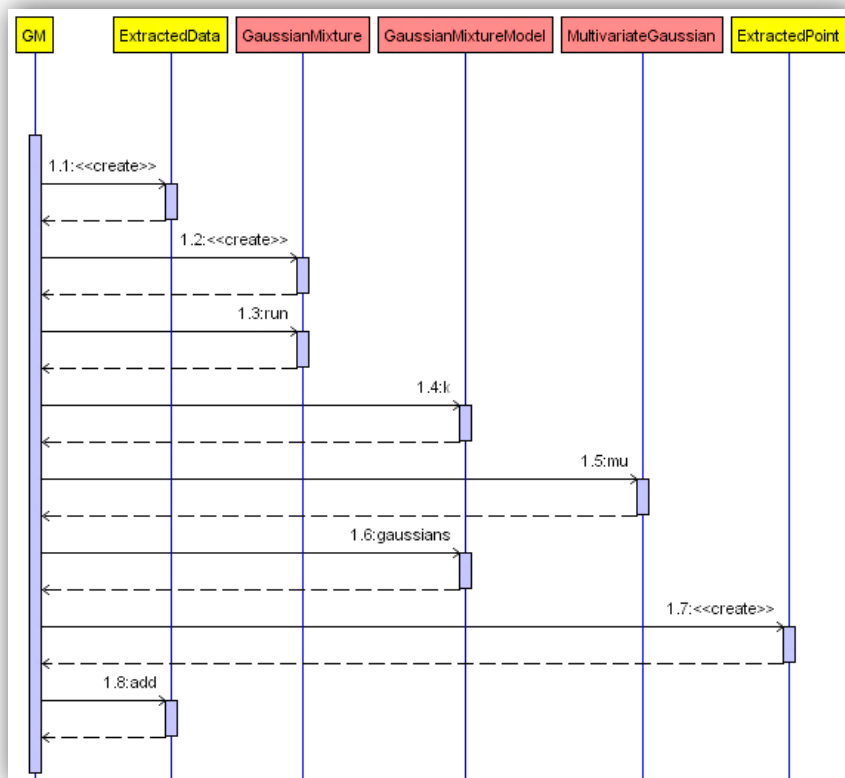 GM ExtractedData GaussianMixture GaussianMixtureModel MultivariateGaussian ExtractedPoint
1.1:<<create>>
1.2:<<create>>
1.3:run
1.4:k
1.5:mu
1.6:gaussians
1.7:<<create>>
1.8:add